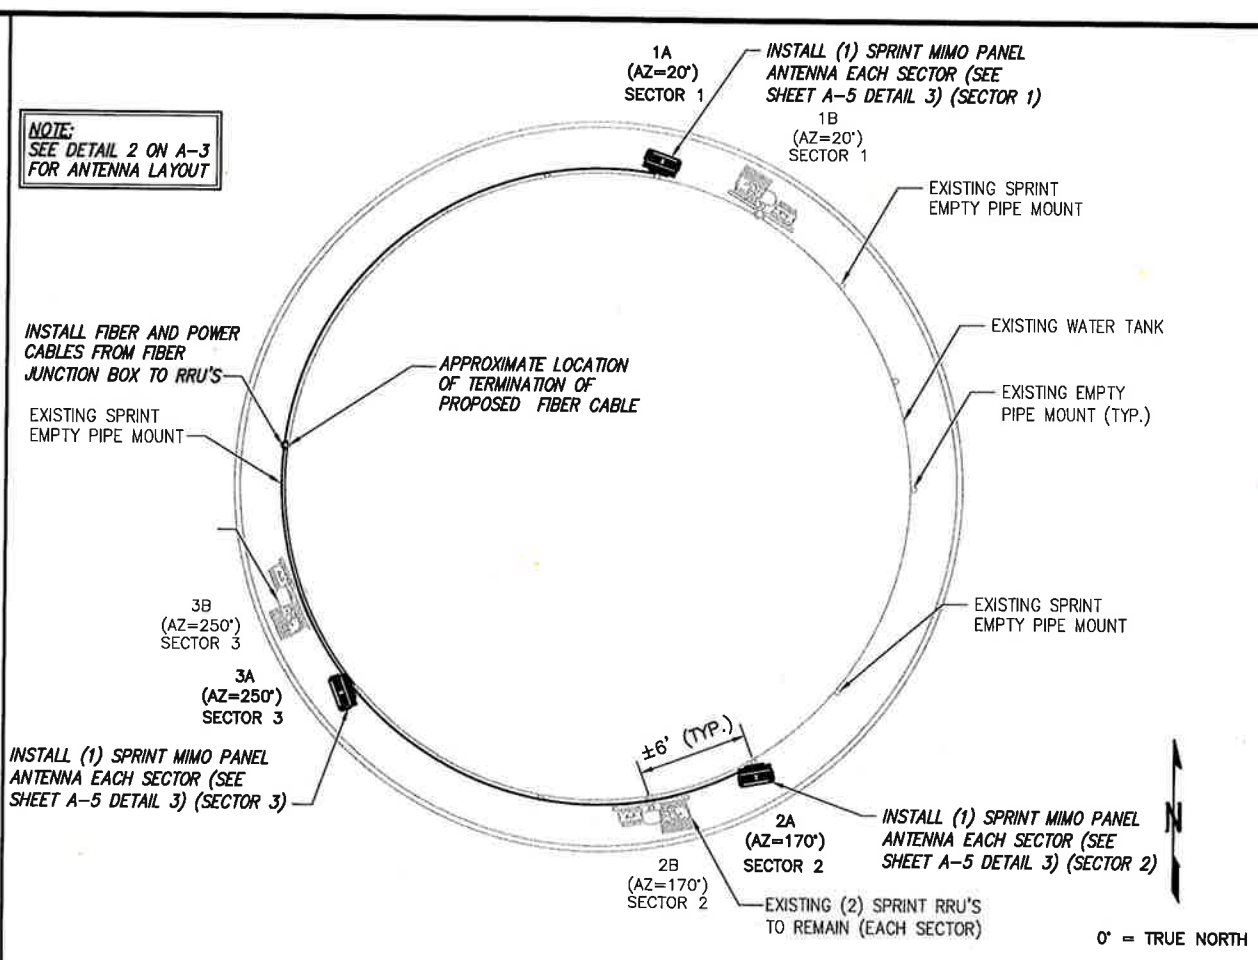 1A
(AZ=20°)
SECTOR 1
INSTALL (1) SPRINT MIMO PANEL
ANTENNA EACH SECTOR (SEE
SHEET A-5 DETAIL 3) (SECTOR 1)
1B
(AZ=20°)
SECTOR 1
NOTE:
SEE DETAIL 2 ON A-3
FOR ANTENNA LAYOUT
EXISTING SPRINT
EMPTY PIPE MOUNT
EXISTING WATER TANK
INSTALL FIBER AND POWER
CABLES FROM FIBER
JUNCTION BOX TO RRU'S
APPROXIMATE LOCATION
OF TERMINATION OF
PROPOSED FIBER CABLE
EXISTING EMPTY
PIPE MOUNT (TYP.)
EXISTING SPRINT
EMPTY PIPE MOUNT
3B
(AZ=250°)
SECTOR 3
EXISTING SPRINT
EMPTY PIPE MOUNT
3A
(AZ=250°)
SECTOR 3
±6' (TYP.)
INSTALL (1) SPRINT MIMO PANEL
ANTENNA EACH SECTOR (SEE
SHEET A-5 DETAIL 3) (SECTOR 3)
2A
(AZ=170°)
SECTOR 2
INSTALL (1) SPRINT MIMO PANEL
ANTENNA EACH SECTOR (SEE
SHEET A-5 DETAIL 3) (SECTOR 2)
2B
(AZ=170°)
SECTOR 2
EXISTING (2) SPRINT RRU'S
TO REMAIN (EACH SECTOR)
N
0° = TRUE NORTH